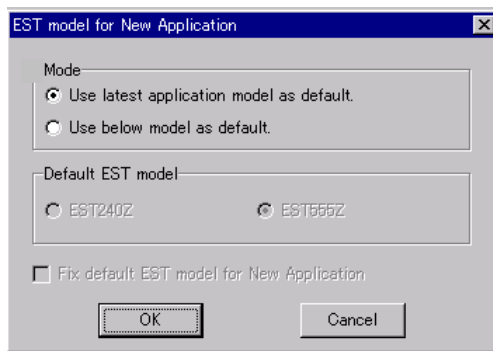 EST model for New Application
Mode
Use latest application model as default.
Use below model as default.
Default EST model
EST240Z EST555Z
Fix default EST model for New Application
OK Cancel